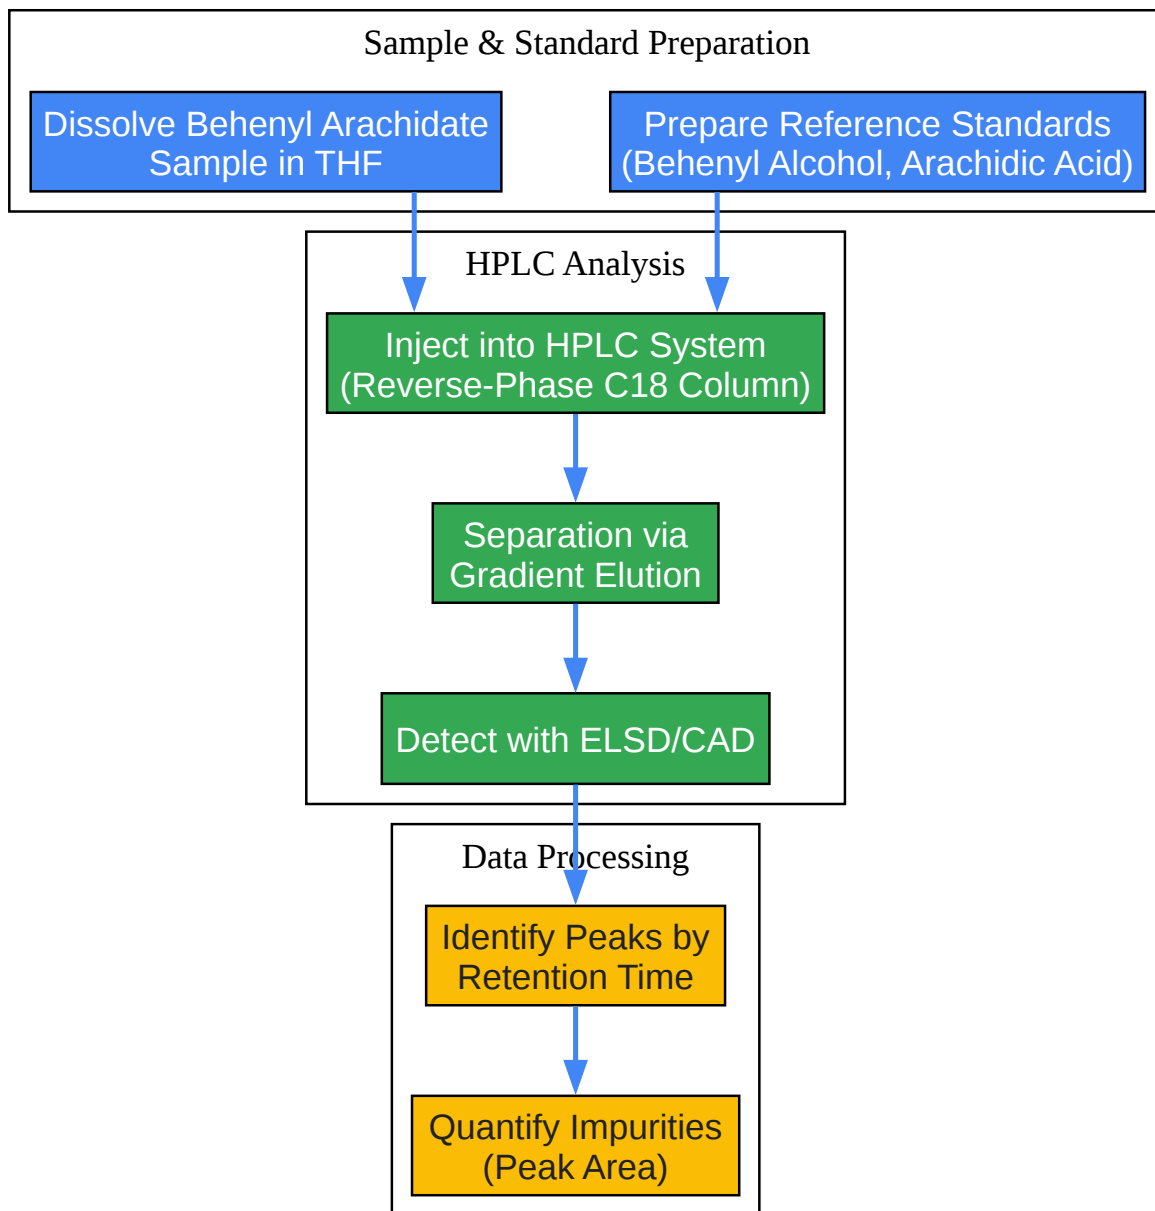 Sample & Standard Preparation
Dissolve Behenyl Arachidate
Sample in THF
Prepare Reference Standards
(Behenyl Alcohol, Arachidic Acid)
HPLC Analysis
Inject into HPLC System
(Reverse-Phase C18 Column)
Separation via
Gradient Elution
Detect with ELSD/CAD
Data Processing
Identify Peaks by
Retention Time
Quantify Impurities
(Peak Area)